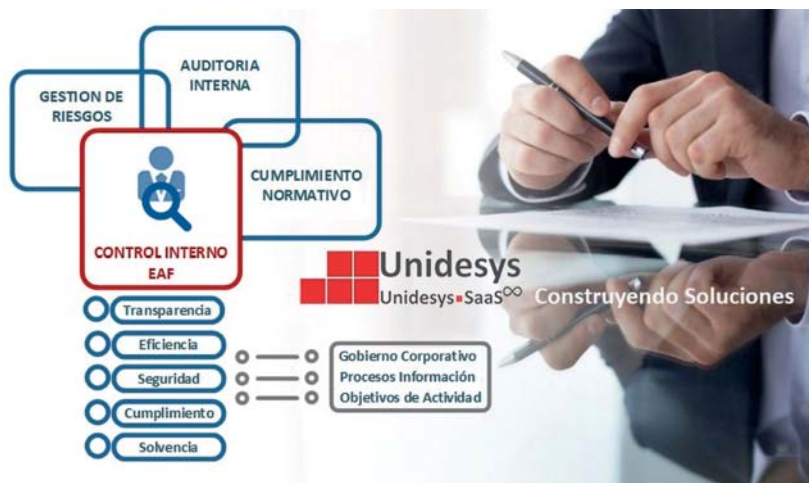 AUDITORIA
INTERNA
GESTION DE
RIESGOS
CUMPLIMIENTO
NORMATIVO
CONTROL INTERNO
EAF
Unidesys
Unidesys▪SaaS∞
Construyendo Soluciones
Transparencia
Eficiencia
Seguridad
Cumplimiento
Solvencia
Gobierno Corporativo
Procesos Información
Objetivos de Actividad